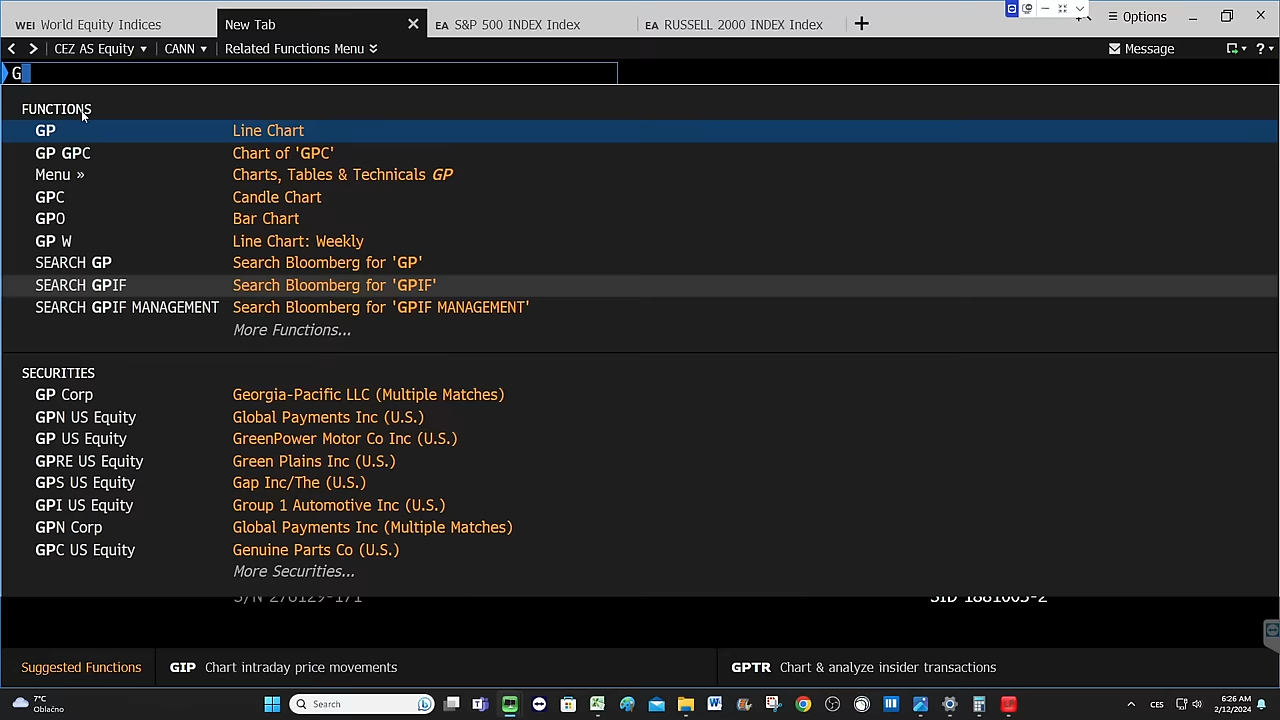 WEI World Equity Indices
New Tab
EA S&P 500 INDEX Index
EA RUSSELL 2000 INDEX Index
Options
CEZ AS Equity
CANN
Related Functions Menu
Message
?
G
FUNCTIONS
GP Line Chart
GP GPC Chart of 'GPC'
Menu » Charts, Tables & Technicals GP
GPC Candle Chart
GPO Bar Chart
GP W Line Chart: Weekly
SEARCH GP Search Bloomberg for 'GP'
SEARCH GPIF Search Bloomberg for 'GPIF'
SEARCH GPIF MANAGEMENT Search Bloomberg for 'GPIF MANAGEMENT'
More Functions...
SECURITIES
GP Corp Georgia-Pacific LLC (Multiple Matches)
GPN US Equity Global Payments Inc (U.S.)
GP US Equity GreenPower Motor Co Inc (U.S.)
GPRE US Equity Green Plains Inc (U.S.)
GPS US Equity Gap Inc/The (U.S.)
GPI US Equity Group 1 Automotive Inc (U.S.)
GPN Corp Global Payments Inc (Multiple Matches)
GPC US Equity Genuine Parts Co (U.S.)
More Securities...
Suggested Functions
GIP Chart intraday price movements
GPTR Chart & analyze insider transactions
7°C
Oblačno
Search
CES
6:26 AM
2/12/2024